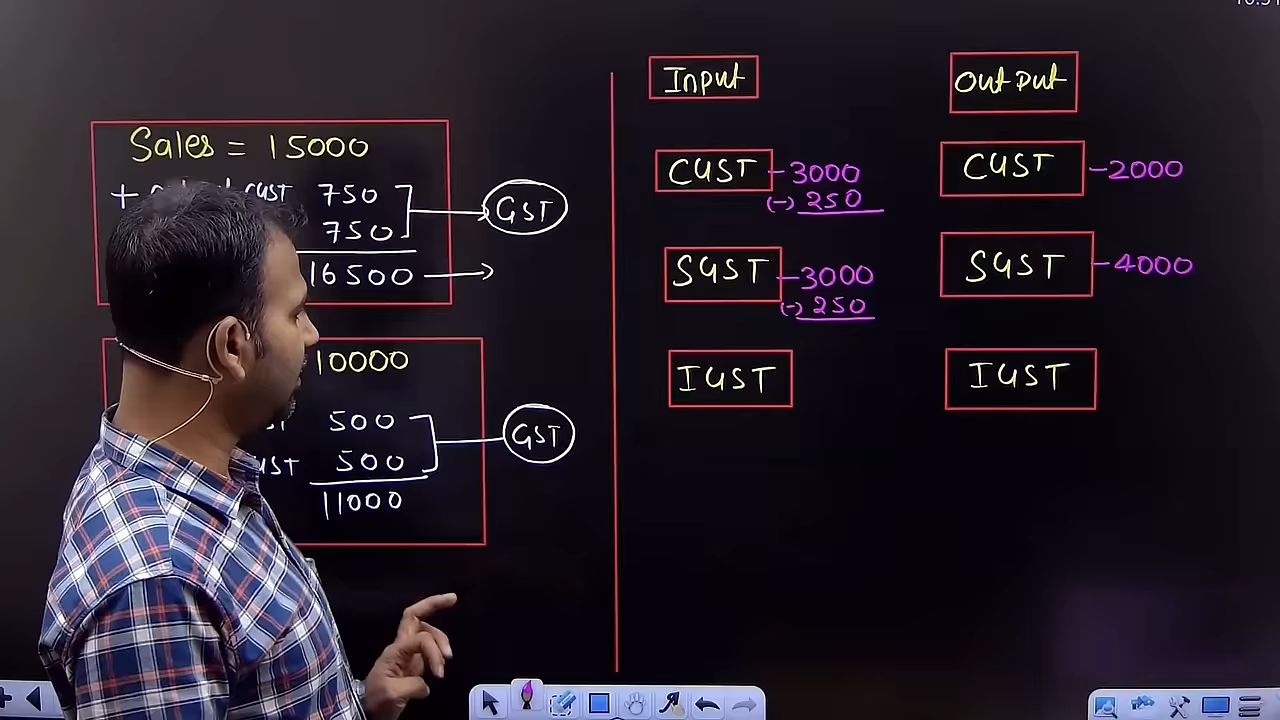 Sales = 15000
+ CGST 750
750
16500
GST
10000
500
GST 500
11000
GST
Input
CGST -3000
(-) 250
SGST -3000
(-) 250
IGST
Output
CGST -2000
SGST -4000
IGST